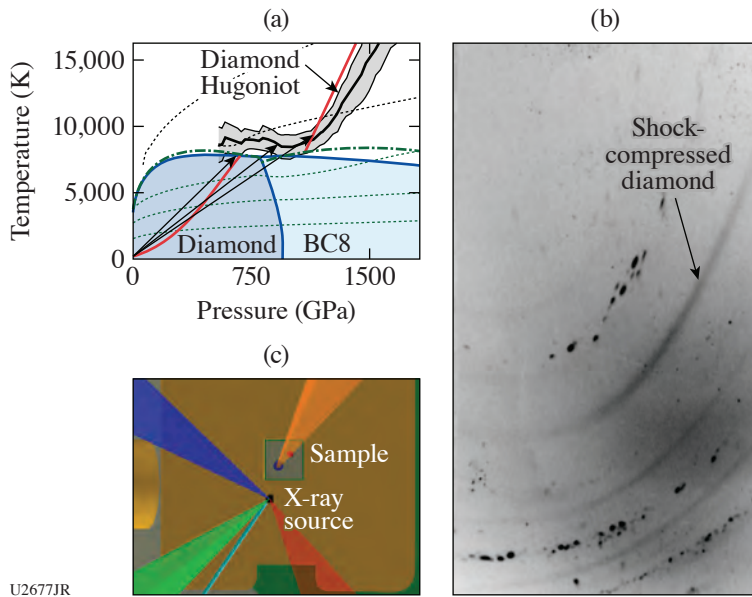 (a)
15,000
10,000
5,000
0
Temperature (K)
Diamond
Hugoniot
Diamond
BC8
0
750
1500
Pressure (GPa)
(b)
Shock-
compressed
diamond
(c)
Sample
X-ray
source
U2677JR